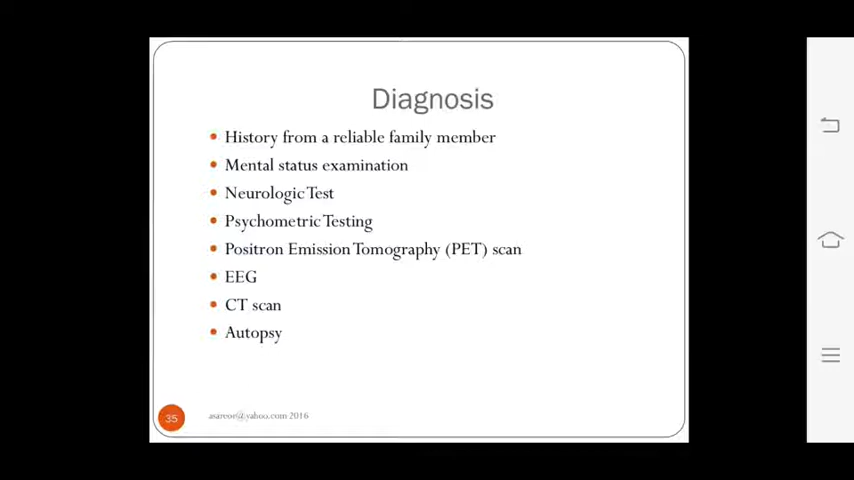 Diagnosis
• History from a reliable family member
• Mental status examination
• Neurologic Test
• Psychometric Testing
• Positron Emission Tomography (PET) scan
• EEG
• CT scan
• Autopsy
35
asareor@yahoo.com 2016